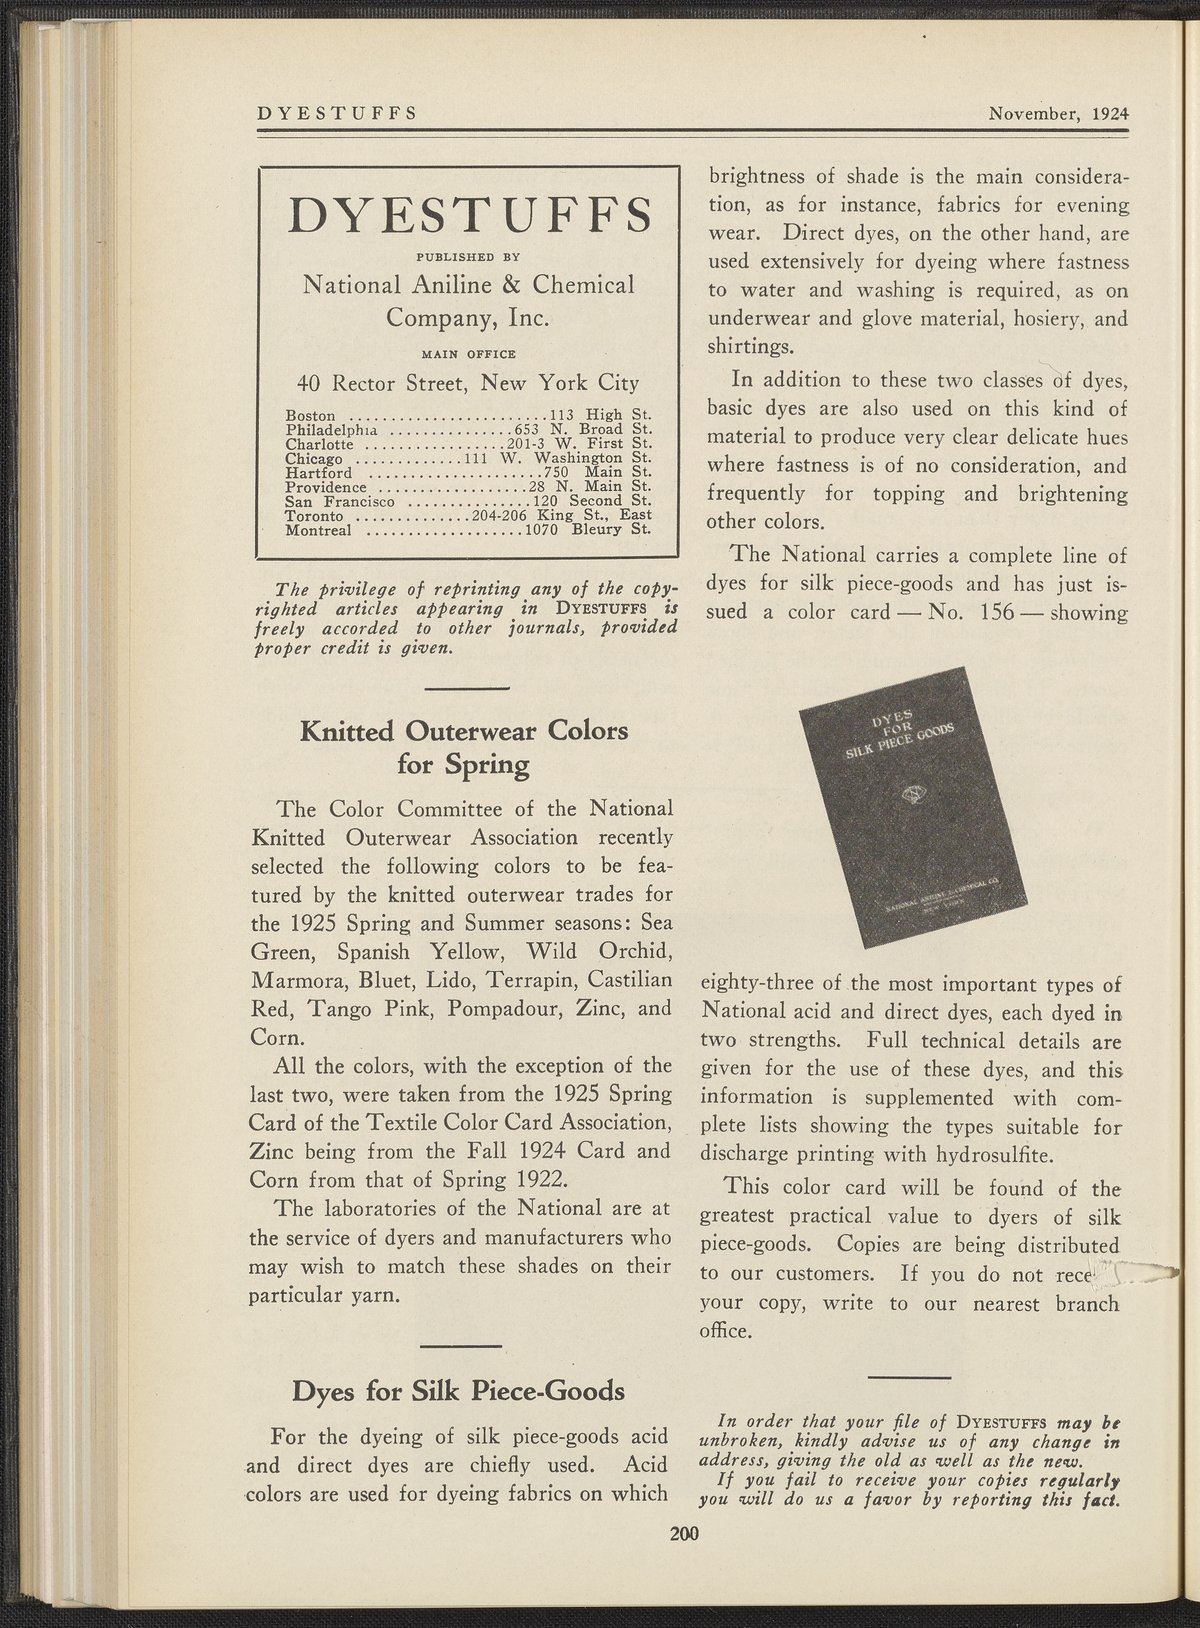 DYESTUFFS
November, 1924
DYESTUFFS
PUBLISHED BY
National Aniline & Chemical
Company, Inc.
MAIN OFFICE
40 Rector Street, New York City
Boston ........................113 High St.
Philadelphia ...............653 N. Broad St.
Charlotte .................201-3 W. First St.
Chicago .............111 W. Washington St.
Hartford .....................750 Main St.
Providence ..................28 N. Main St.
San Francisco ...............120 Second St.
Toronto ..............204-206 King St., East
Montreal ...................1070 Bleury St.
The privilege of reprinting any of the copy-
righted articles appearing in DYESTUFFS is
freely accorded to other journals, provided
proper credit is given.
Knitted Outerwear Colors
for Spring
The Color Committee of the National
Knitted Outerwear Association recently
selected the following colors to be fea-
tured by the knitted outerwear trades for
the 1925 Spring and Summer seasons: Sea
Green, Spanish Yellow, Wild Orchid,
Marmora, Bluet, Lido, Terrapin, Castilian
Red, Tango Pink, Pompadour, Zinc, and
Corn.
All the colors, with the exception of the
last two, were taken from the 1925 Spring
Card of the Textile Color Card Association,
Zinc being from the Fall 1924 Card and
Corn from that of Spring 1922.
The laboratories of the National are at
the service of dyers and manufacturers who
may wish to match these shades on their
particular yarn.
Dyes for Silk Piece-Goods
For the dyeing of silk piece-goods acid
and direct dyes are chiefly used. Acid
colors are used for dyeing fabrics on which
brightness of shade is the main considera-
tion, as for instance, fabrics for evening
wear. Direct dyes, on the other hand, are
used extensively for dyeing where fastness
to water and washing is required, as on
underwear and glove material, hosiery, and
shirtings.
In addition to these two classes of dyes,
basic dyes are also used on this kind of
material to produce very clear delicate hues
where fastness is of no consideration, and
frequently for topping and brightening
other colors.
The National carries a complete line of
dyes for silk piece-goods and has just is-
sued a color card — No. 156 — showing
DYES
FOR
SILK PIECE GOODS
N
NATIONAL ANILINE & CHEMICAL CO.
NEW YORK
eighty-three of the most important types of
National acid and direct dyes, each dyed in
two strengths. Full technical details are
given for the use of these dyes, and this
information is supplemented with com-
plete lists showing the types suitable for
discharge printing with hydrosulfite.
This color card will be found of the
greatest practical value to dyers of silk
piece-goods. Copies are being distributed
to our customers. If you do not rece
your copy, write to our nearest branch
office.
In order that your file of DYESTUFFS may be
unbroken, kindly advise us of any change in
address, giving the old as well as the new.
If you fail to receive your copies regularly
you will do us a favor by reporting this fact.
200